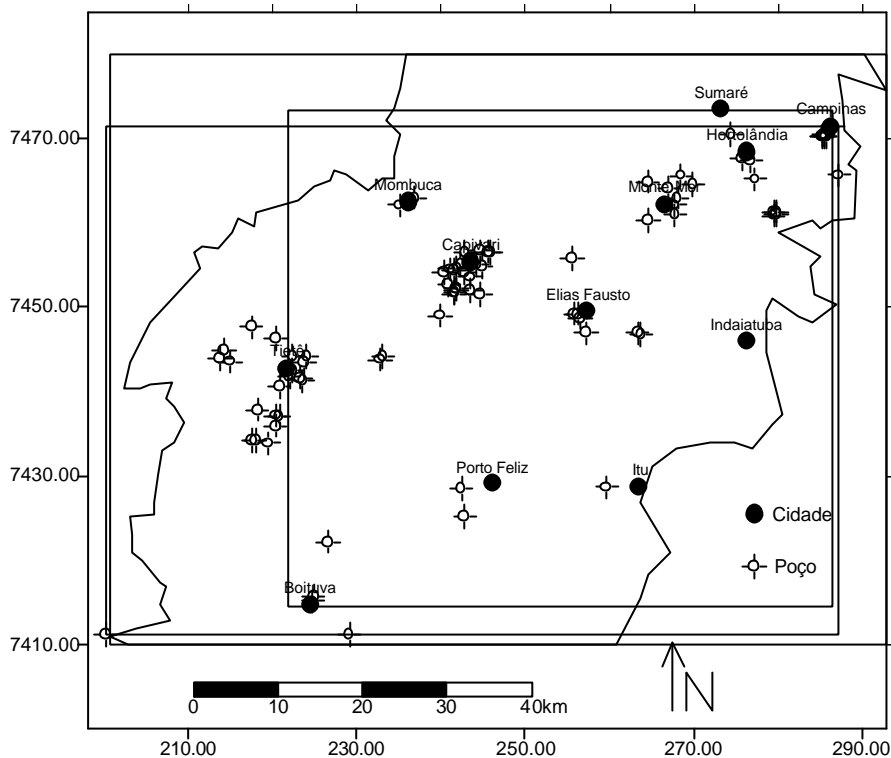 Sumaré
Campinas
7470.00
Hortolândia
Mombuca
Monte Mor
Capivari
7450.00
Elias Fausto
Indaiatuba
Tietê
7430.00
Porto Feliz
Itu
Cidade
Poço
Boituva
7410.00
N
0 10 20 30 40km
210.00 230.00 250.00 270.00 290.00